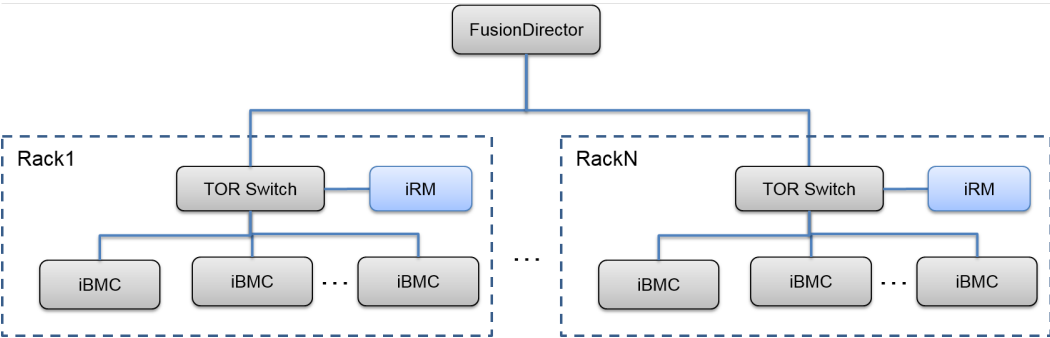 FusionDirector
Rack1
RackN
TOR Switch
iRM
TOR Switch
iRM
iBMC
iBMC
...
iBMC
...
iBMC
iBMC
...
iBMC